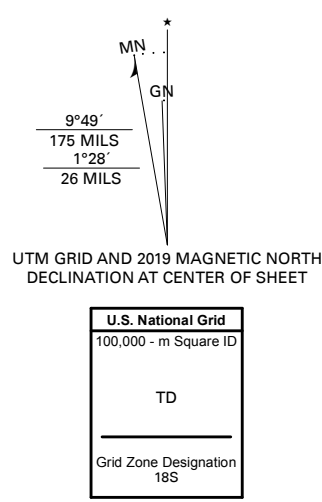 ★
MN
GN
9°49´
175 MILS
1°28´
26 MILS
UTM GRID AND 2019 MAGNETIC NORTH
DECLINATION AT CENTER OF SHEET
U.S. National Grid
100,000 - m Square ID
TD
Grid Zone Designation
18S